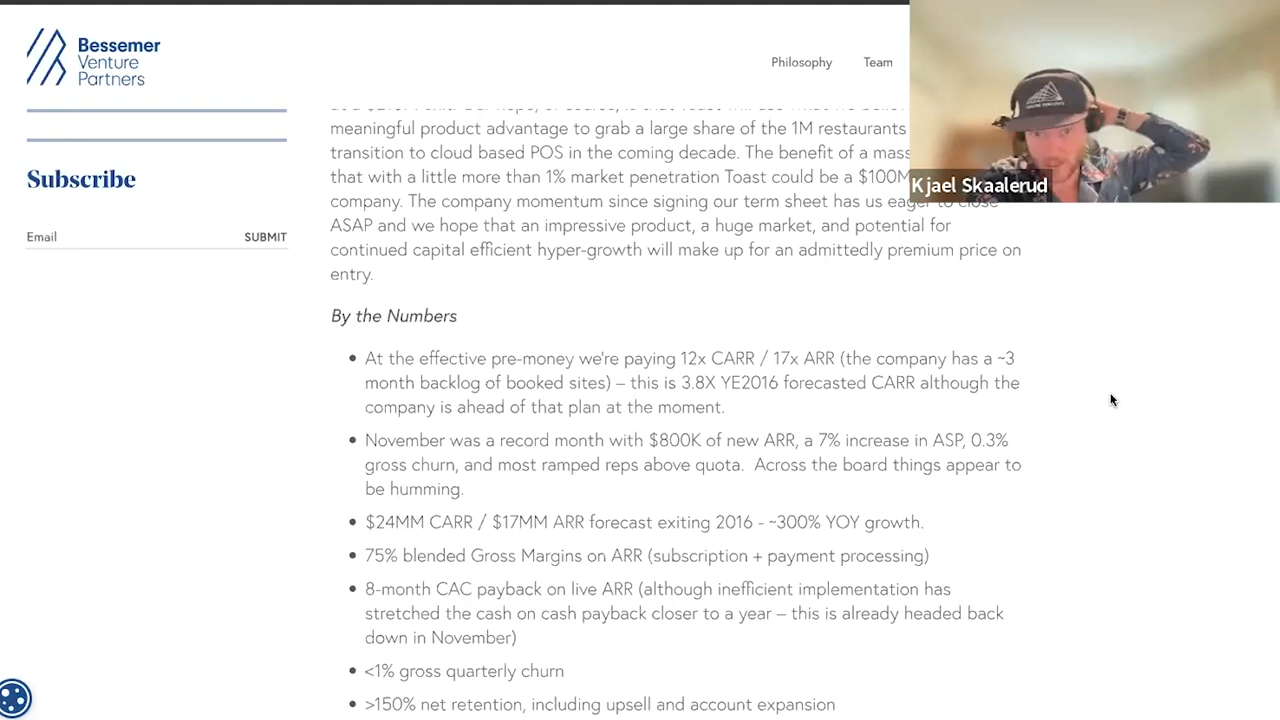 Bessemer
Venture
Partners
Philosophy
Team
Subscribe
Email
SUBMIT
meaningful product advantage to grab a large share of the 1M restaurants
transition to cloud based POS in the coming decade. The benefit of a mass
that with a little more than 1% market penetration Toast could be a $100M
company. The company momentum since signing our term sheet has us eager to close
ASAP and we hope that an impressive product, a huge market, and potential for
continued capital efficient hyper-growth will make up for an admittedly premium price on
entry.
By the Numbers
• At the effective pre-money we're paying 12x CARR / 17x ARR (the company has a ~3
month backlog of booked sites) – this is 3.8X YE2016 forecasted CARR although the
company is ahead of that plan at the moment.
• November was a record month with $800K of new ARR, a 7% increase in ASP, 0.3%
gross churn, and most ramped reps above quota. Across the board things appear to
be humming.
• $24MM CARR / $17MM ARR forecast exiting 2016 - ~300% YOY growth.
• 75% blended Gross Margins on ARR (subscription + payment processing)
• 8-month CAC payback on live ARR (although inefficient implementation has
stretched the cash on cash payback closer to a year – this is already headed back
down in November)
• <1% gross quarterly churn
• >150% net retention, including upsell and account expansion
Kjael Skaalerud